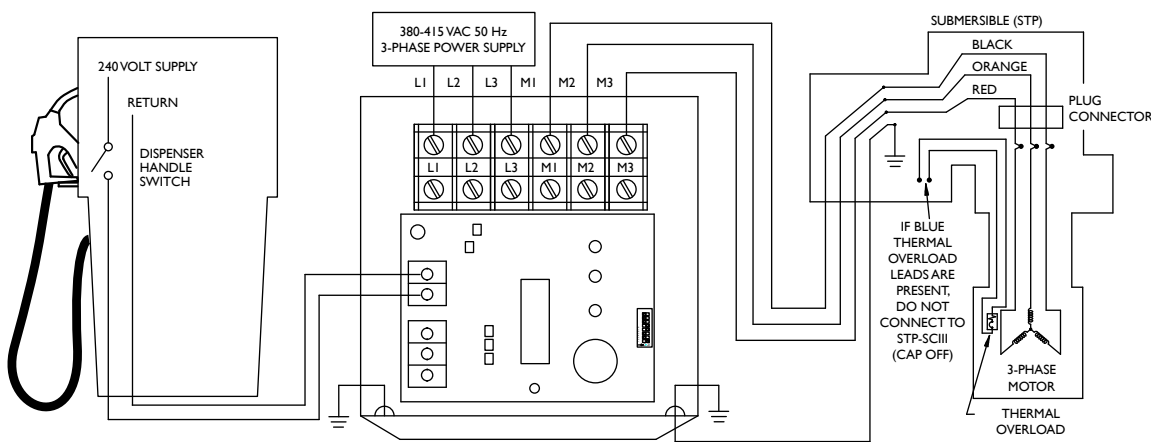 380-415 VAC 50 Hz
3-PHASE POWER SUPPLY
SUBMERSIBLE (STP)
BLACK
ORANGE
RED
PLUG
CONNECTOR
240 VOLT SUPPLY
RETURN
DISPENSER
HANDLE
SWITCH
L1 L2 L3 M1 M2 M3
L1 L2 L3 M1 M2 M3
IF BLUE
THERMAL
OVERLOAD
LEADS ARE
PRESENT,
DO NOT
CONNECT TO
STP-SCIII
(CAP OFF)
3-PHASE
MOTOR
THERMAL
OVERLOAD